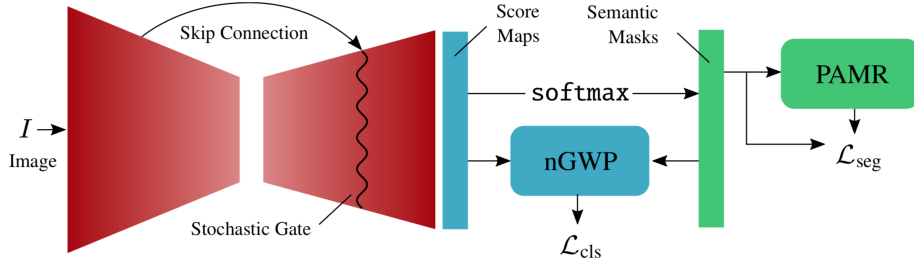 Skip Connection
Score
Maps
Semantic
Masks
PAMR
softmax
I
Image
nGWP
ℒseg
Stochastic Gate
ℒcls